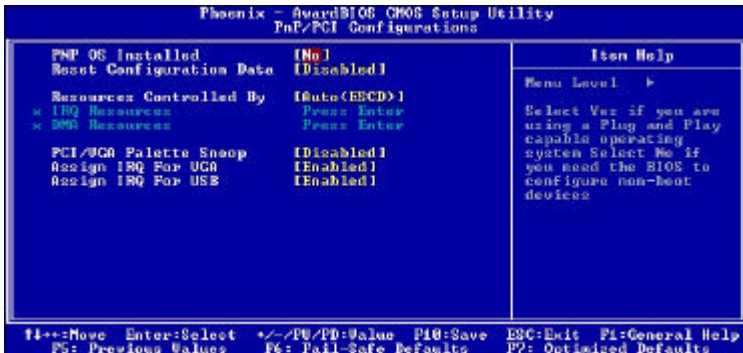 Phoenix - AwardBIOS CMOS Setup Utility
PnP/PCI Configurations
PNP OS Installed [No]
Reset Configuration Data [Disabled]
Resources Controlled By [Auto(ESCD)]
x IRQ Resources Press Enter
x DMA Resources Press Enter
PCI/VGA Palette Snoop [Disabled]
Assign IRQ For VGA [Enabled]
Assign IRQ For USB [Enabled]
Item Help
Menu Level ►
Select Yes if you are
using a Plug and Play
capable operating
system Select No if
you need the BIOS to
configure non-boot
devices
↑↓→←:Move Enter:Select +/-/PU/PD:Value F10:Save ESC:Exit F1:General Help
F5: Previous Values F6: Fail-Safe Defaults F7: Optimized Defaults